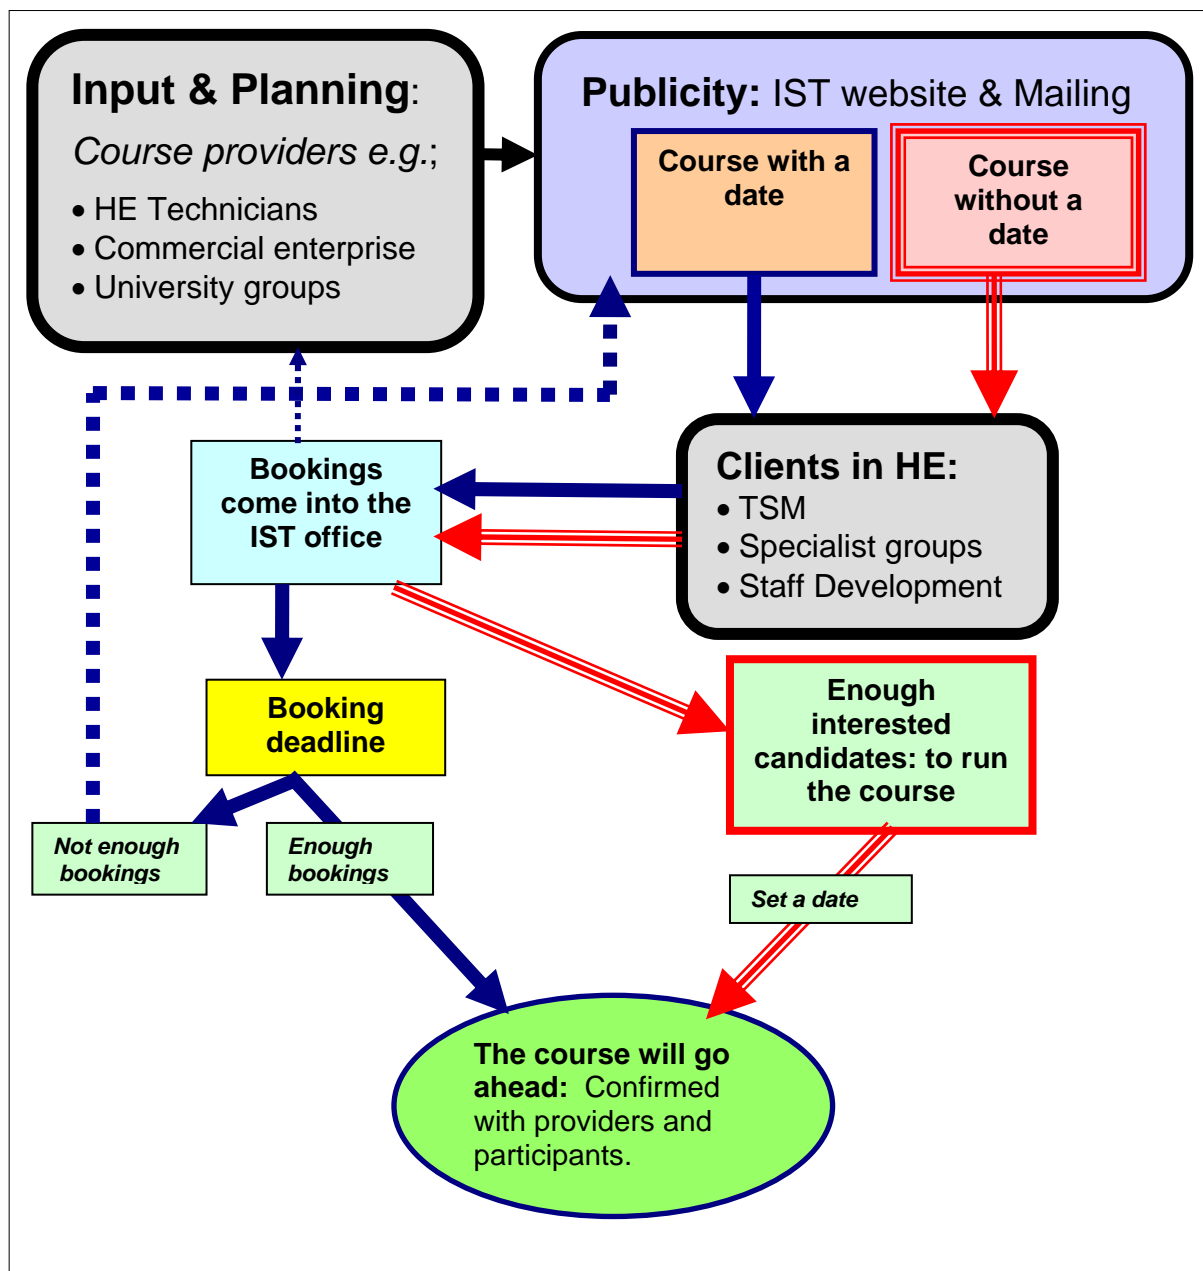 Input & Planning:
Course providers e.g.;
• HE Technicians
• Commercial enterprise
• University groups
Publicity: IST website & Mailing
Course with a
date
Course
without a
date
Clients in HE:
• TSM
• Specialist groups
• Staff Development
Bookings
come into the
IST office
Booking
deadline
Enough
interested
candidates: to run
the course
Not enough
bookings
Enough
bookings
Set a date
The course will go
ahead: Confirmed
with providers and
participants.